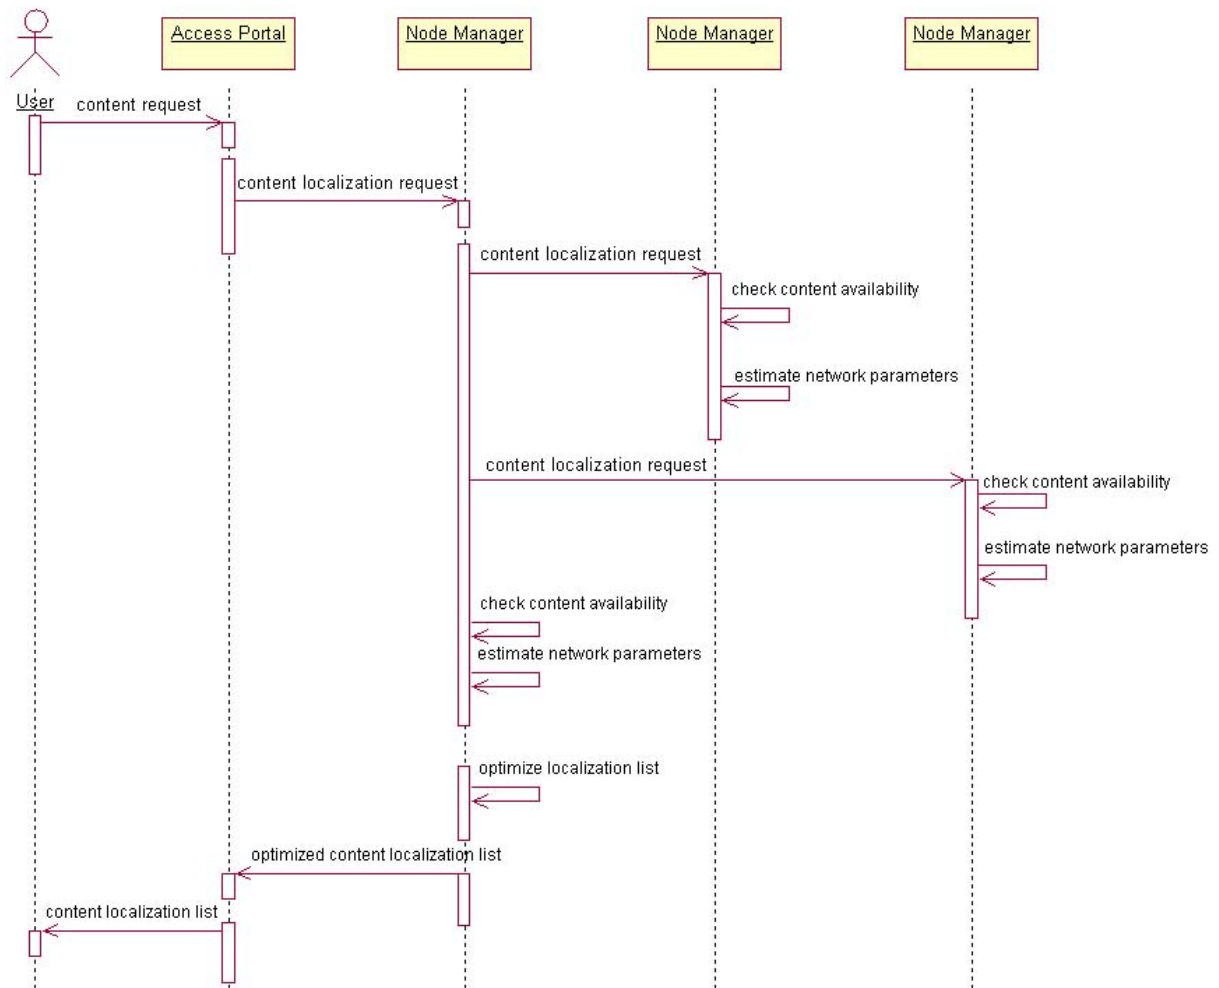 Access Portal
Node Manager
Node Manager
Node Manager
User
content request
content localization request
content localization request
check content availability
estimate network parameters
content localization request
check content availability
estimate network parameters
check content availability
estimate network parameters
optimize localization list
optimized content localization list
content localization list